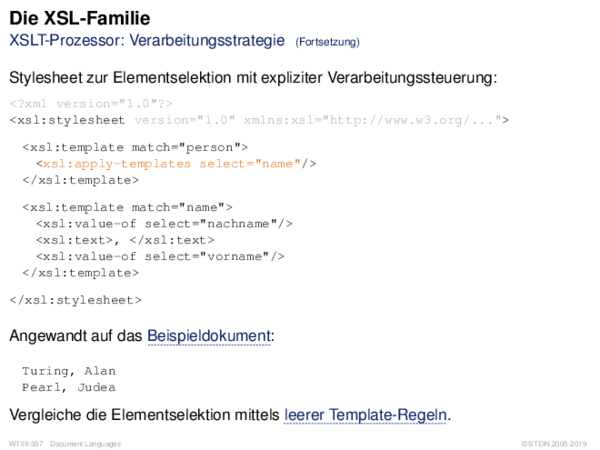 Die XSL-Familie
XSLT-Prozessor: Verarbeitungsstrategie (Fortsetzung)
Stylesheet zur Elementselektion mit expliziter Verarbeitungssteuerung:
<?xml version="1.0"?>
<xsl:stylesheet version="1.0" xmlns:xsl="http://www.w3.org/...">
<xsl:template match="person">
<xsl:apply-templates select="name"/>
</xsl:template>
<xsl:template match="name">
<xsl:value-of select="nachname"/>
<xsl:text>, </xsl:text>
<xsl:value-of select="vorname"/>
</xsl:template>
</xsl:stylesheet>
Angewandt auf das Beispieldokument:
Turing, Alan
Pearl, Judea
Vergleiche die Elementselektion mittels leerer Template-Regeln.
WT:III-357 Document Languages © STEIN 2005-2019